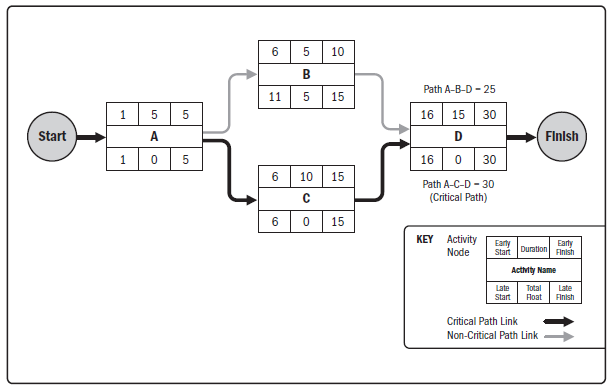 Start
1 5 5
A
1 0 5
6 5 10
B
11 5 15
6 10 15
C
6 0 15
Path A-B-D = 25
16 15 30
D
16 0 30
Path A-C-D = 30
(Critical Path)
Finish
KEY
Activity
Node
Early
Start
Duration
Early
Finish
Activity Name
Late
Start
Total
Float
Late
Finish
Critical Path Link
Non-Critical Path Link